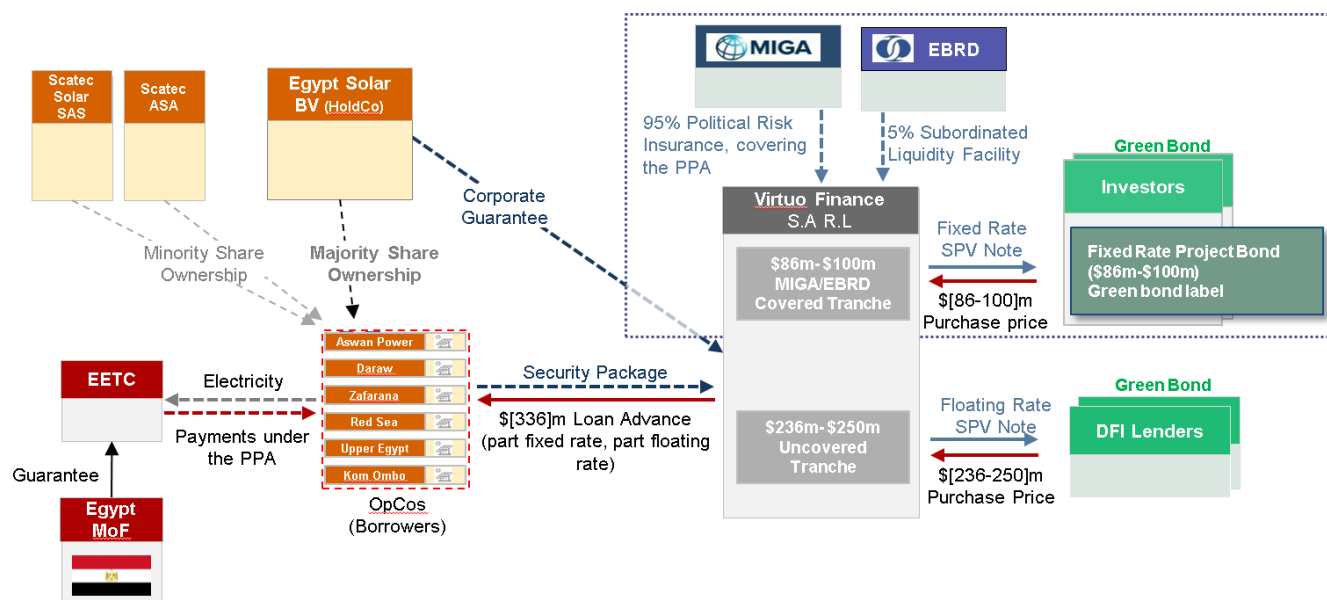 MIGA
EBRD
Scatec
Solar
SAS
Scatec
ASA
Egypt Solar
BV (HoldCo)
95% Political Risk
Insurance, covering
the PPA
5% Subordinated
Liquidity Facility
Green Bond
Investors
Corporate
Guarantee
Virtuo Finance
S.A R.L
Fixed Rate
SPV Note
Fixed Rate Project Bond
($86m-$100m)
Green bond label
Minority Share
Ownership
Majority Share
Ownership
$86m-$100m
MIGA/EBRD
Covered Tranche
$[86-100]m
Purchase price
Aswan Power
Daraw
Zafarana
Red Sea
Upper Egypt
Kom Ombo
OpCos
(Borrowers)
EETC
Electricity
Payments under
the PPA
Security Package
$[336]m Loan Advance
(part fixed rate, part floating
rate)
Green Bond
Floating Rate
SPV Note
DFI Lenders
$236m-$250m
Uncovered
Tranche
$[236-250]m
Purchase Price
Guarantee
Egypt
MoF